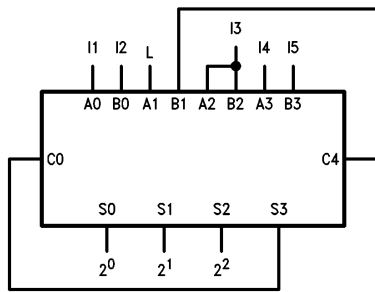 I3
I1 I2 L I4 I5
A0 B0 A1 B1 A2 B2 A3 B3
C0 C4
S0 S1 S2 S3
2⁰ 2¹ 2²